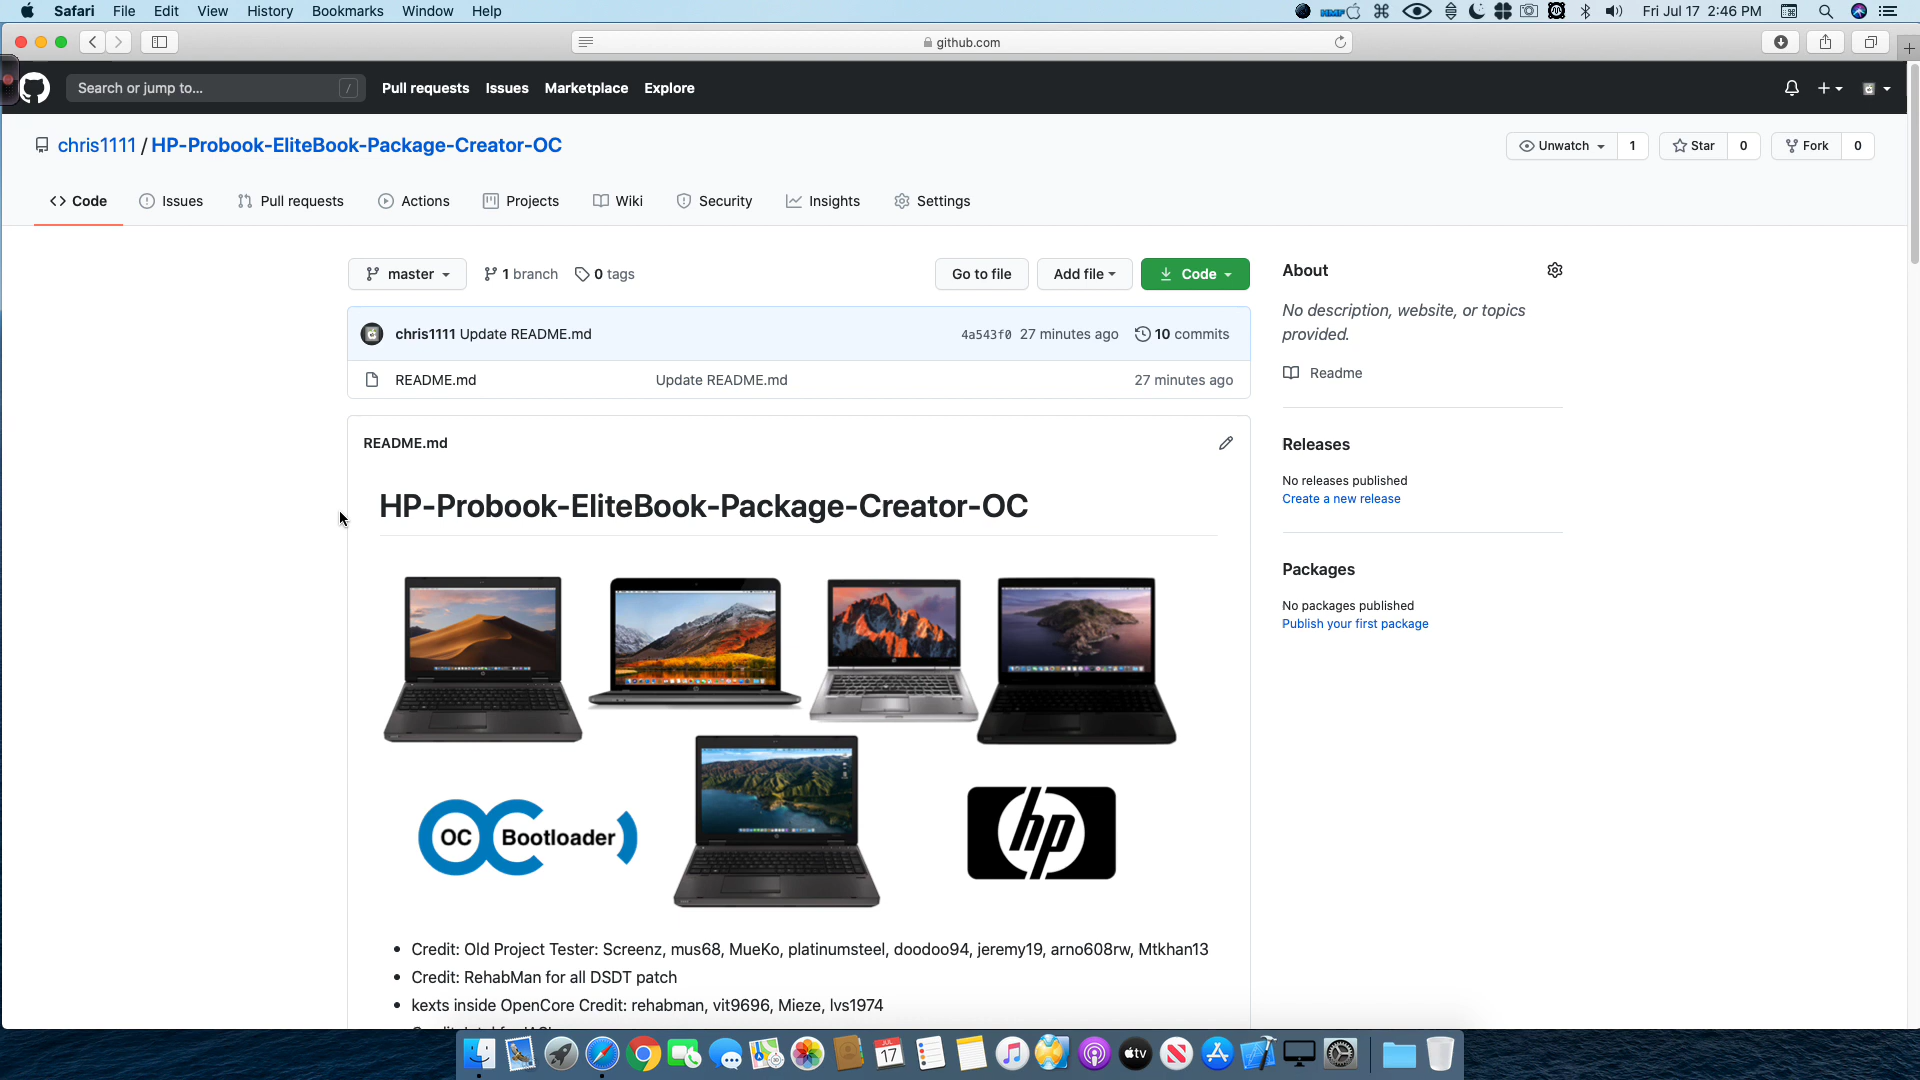 Safari File Edit View History Bookmarks Window Help Fri Jul 17 2:46 PM
github.com
Search or jump to... / Pull requests Issues Marketplace Explore
chris1111 / HP-Probook-EliteBook-Package-Creator-OC Unwatch 1 Star 0 Fork 0
Code Issues Pull requests Actions Projects Wiki Security Insights Settings
master 1 branch 0 tags Go to file Add file Code
chris1111 Update README.md 4a543f0 27 minutes ago 10 commits
README.md Update README.md 27 minutes ago
README.md
HP-Probook-EliteBook-Package-Creator-OC
OC Bootloader
hp
Credit: Old Project Tester: Screenz, mus68, MueKo, platinumsteel, doodoo94, jeremy19, arno608rw, Mtkhan13
Credit: RehabMan for all DSDT patch
kexts inside OpenCore Credit: rehabman, vit9696, Mieze, lvs1974
About
No description, website, or topics
provided.
Readme
Releases
No releases published
Create a new release
Packages
No packages published
Publish your first package
JUL
17
tv